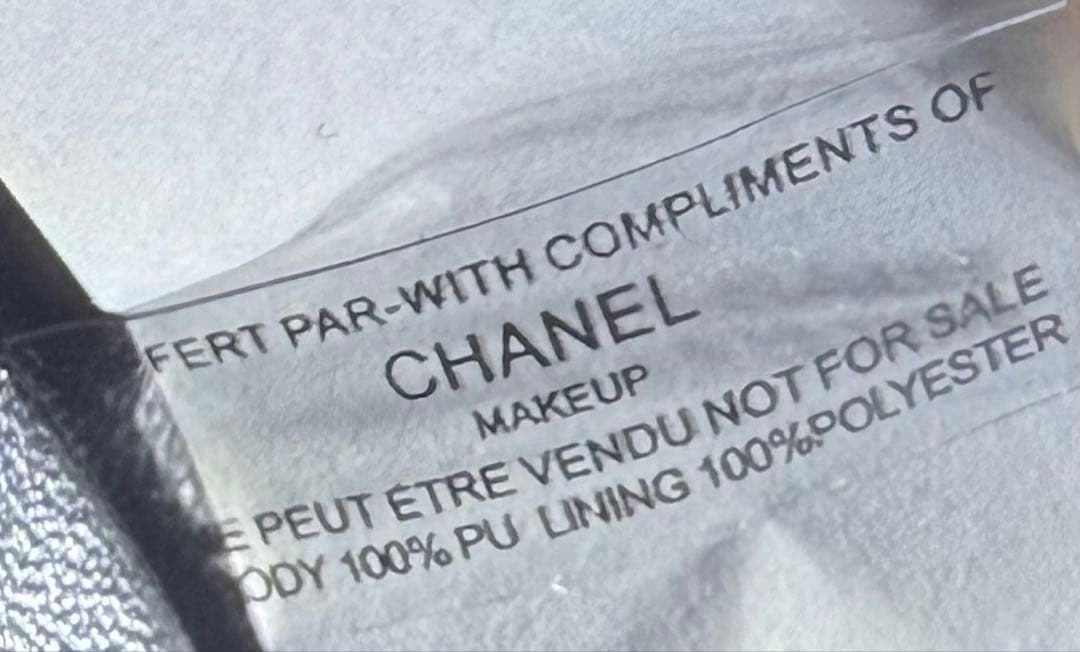 FERT PAR-WITH COMPLIMENTS OF
CHANEL
MAKEUP
E PEUT ETRE VENDU NOT FOR SALE
ODY 100% PU LINING 100%POLYESTER